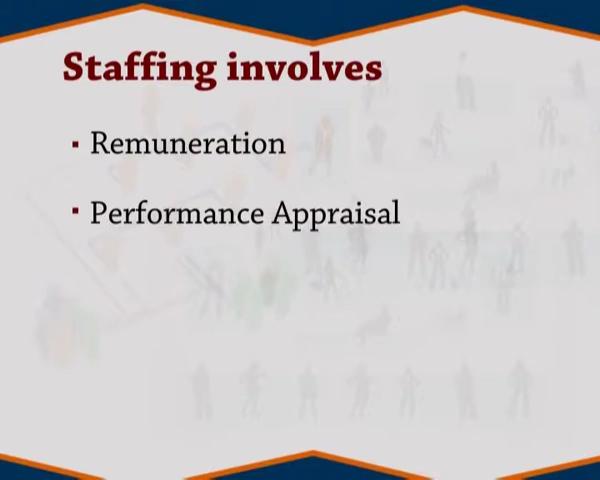 Staffing involves
▪ Remuneration
▪ Performance Appraisal